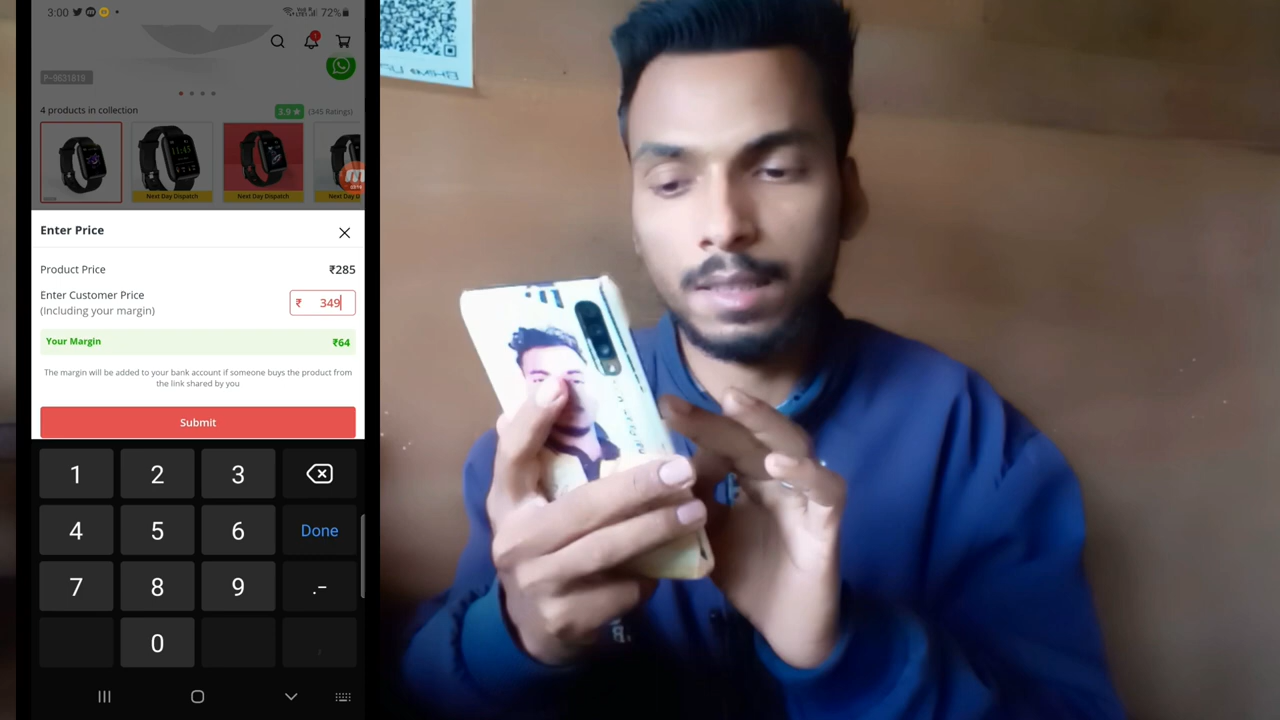 3:00
72%
P-9631819
4 products in collection
3.9 ★ (345 Ratings)
Next Day Dispatch
Next Day Dispatch
Next Day D
Enter Price
Product Price ₹285
Enter Customer Price ₹ 349
(Including your margin)
Your Margin ₹64
The margin will be added to your bank account if someone buys the product from
the link shared by you
Submit
1 2 3
4 5 6 Done
7 8 9 .-
0 ,